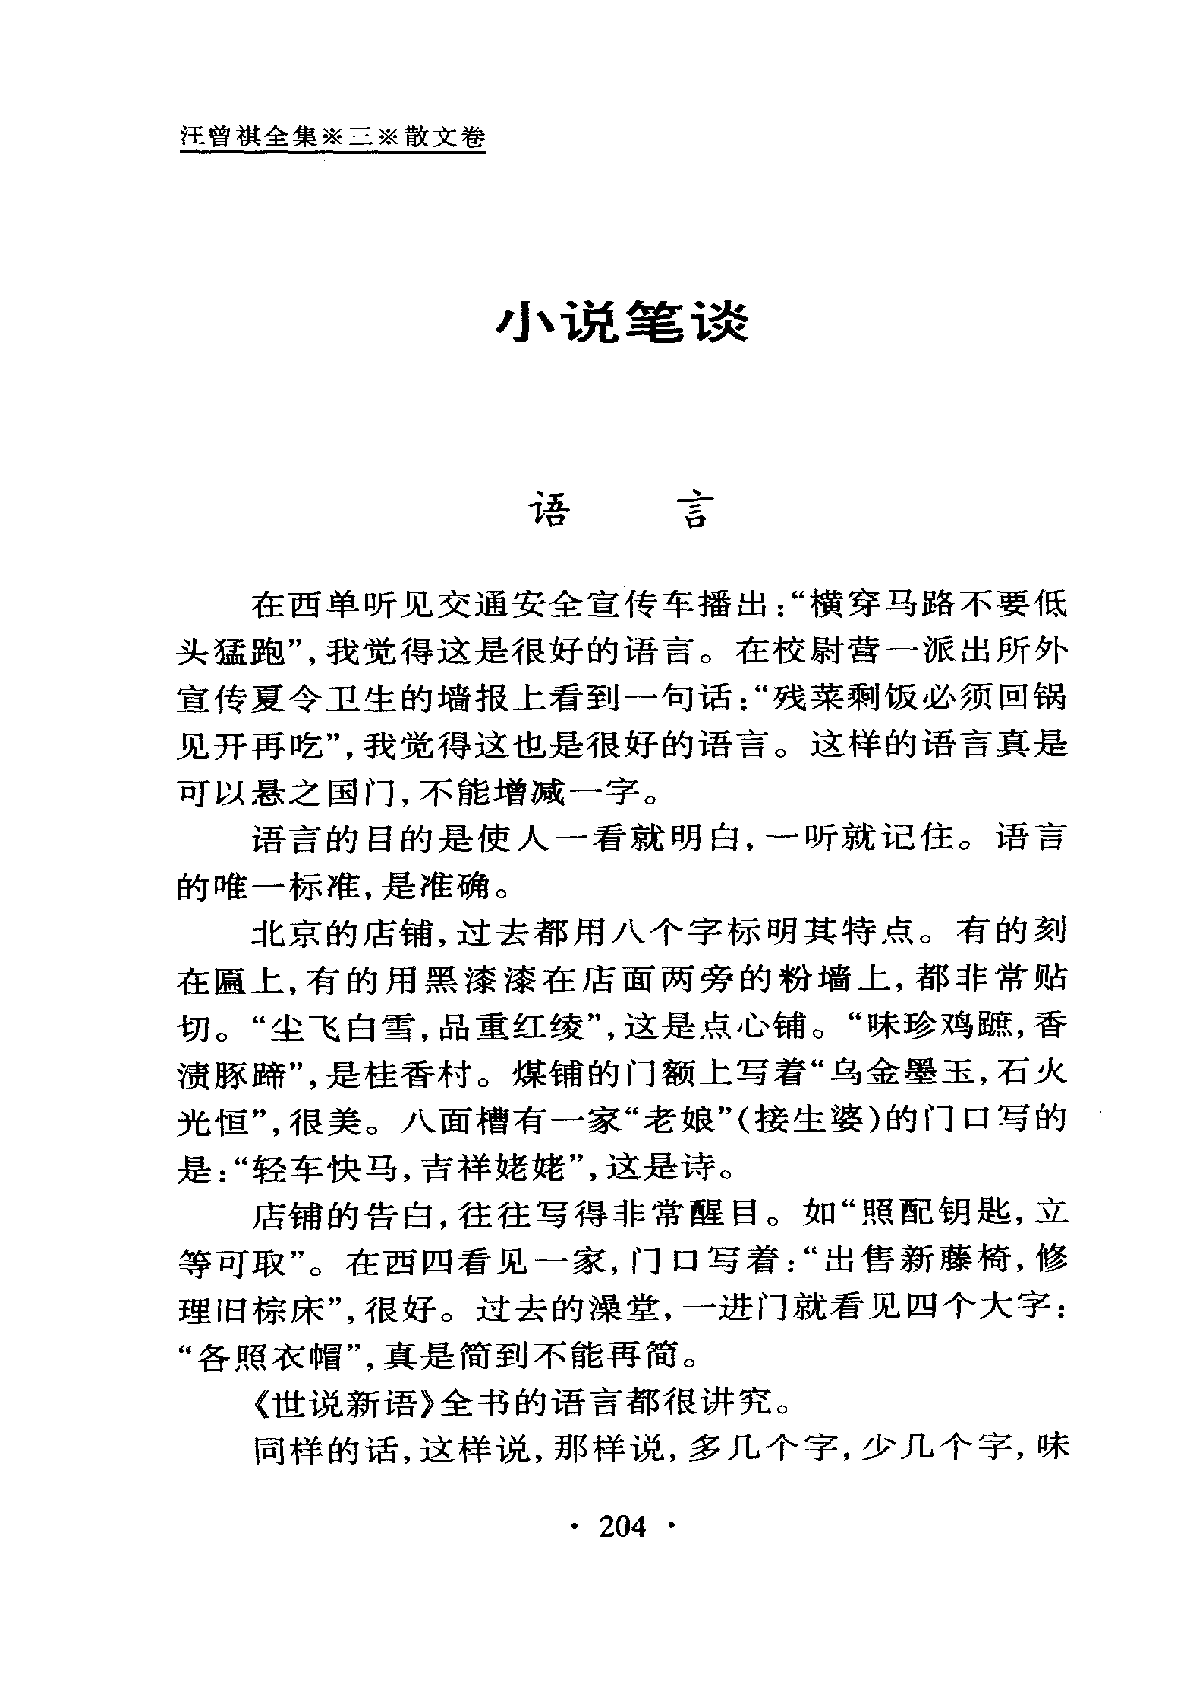 汪曾祺全集※三※散文卷
小说笔谈
语 言
在西单听见交通安全宣传车播出：“横穿马路不要低
头猛跑”，我觉得这是很好的语言。在校尉营一派出所外
宣传夏令卫生的墙报上看到一句话：“残菜剩饭必须回锅
见开再吃”，我觉得这也是很好的语言。这样的语言真是
可以悬之国门，不能增减一字。
语言的目的是使人一看就明白，一听就记住。语言
的唯一标准，是准确。
北京的店铺，过去都用八个字标明其特点。有的刻
在匾上，有的用黑漆漆在店面两旁的粉墙上，都非常贴
切。“尘飞白雪，品重红绫”，这是点心铺。“味珍鸡蹠，香
渍豚蹄”，是桂香村。煤铺的门额上写着“乌金墨玉，石火
光恒”，很美。八面槽有一家“老娘”（接生婆）的门口写的
是：“轻车快马，吉祥姥姥”，这是诗。
店铺的告白，往往写得非常醒目。如“照配钥匙，立
等可取”。在西四看见一家，门口写着：“出售新藤椅，修
理旧棕床”，很好。过去的澡堂，一进门就看见四个大字：
“各照衣帽”，真是简到不能再简。
《世说新语》全书的语言都很讲究。
同样的话，这样说，那样说，多几个字，少几个字，味
· 204 ·